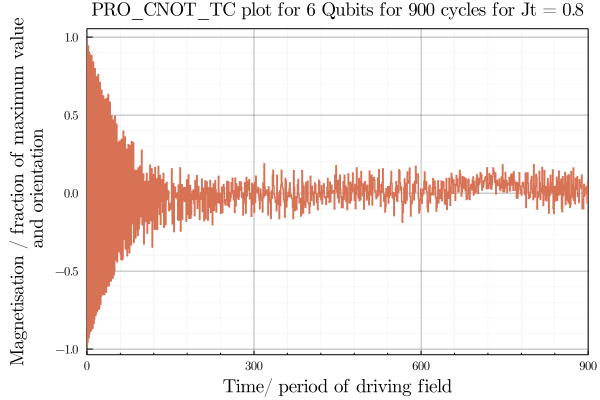 PRO_CNOT_TC plot for 6 Qubits for 900 cycles for Jt = 0.8
Magnetisation / fraction of maximum value
and orientation
1.0
0.5
0.0
−0.5
−1.0
0
300
600
900
Time/ period of driving field